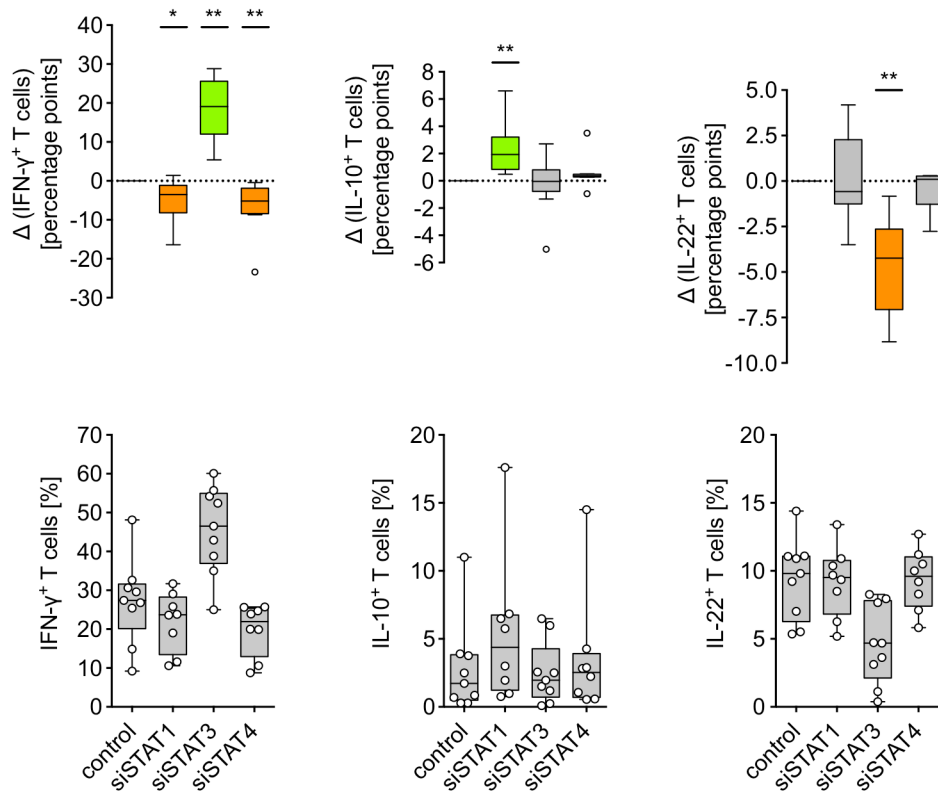 Δ (IFN-γ⁺ T cells)
[percentage points]
40
30
20
10
0
-10
-20
-30
*
**
**
Δ (IL-10⁺ T cells)
[percentage points]
8
6
4
2
0
-2
-4
-6
**
Δ (IL-22⁺ T cells)
[percentage points]
5.0
2.5
0.0
-2.5
-5.0
-7.5
-10.0
**
IFN-γ⁺ T cells [%]
70
60
50
40
30
20
10
0
control
siSTAT1
siSTAT3
siSTAT4
IL-10⁺ T cells [%]
20
15
10
5
0
control
siSTAT1
siSTAT3
siSTAT4
IL-22⁺ T cells [%]
20
15
10
5
0
control
siSTAT1
siSTAT3
siSTAT4